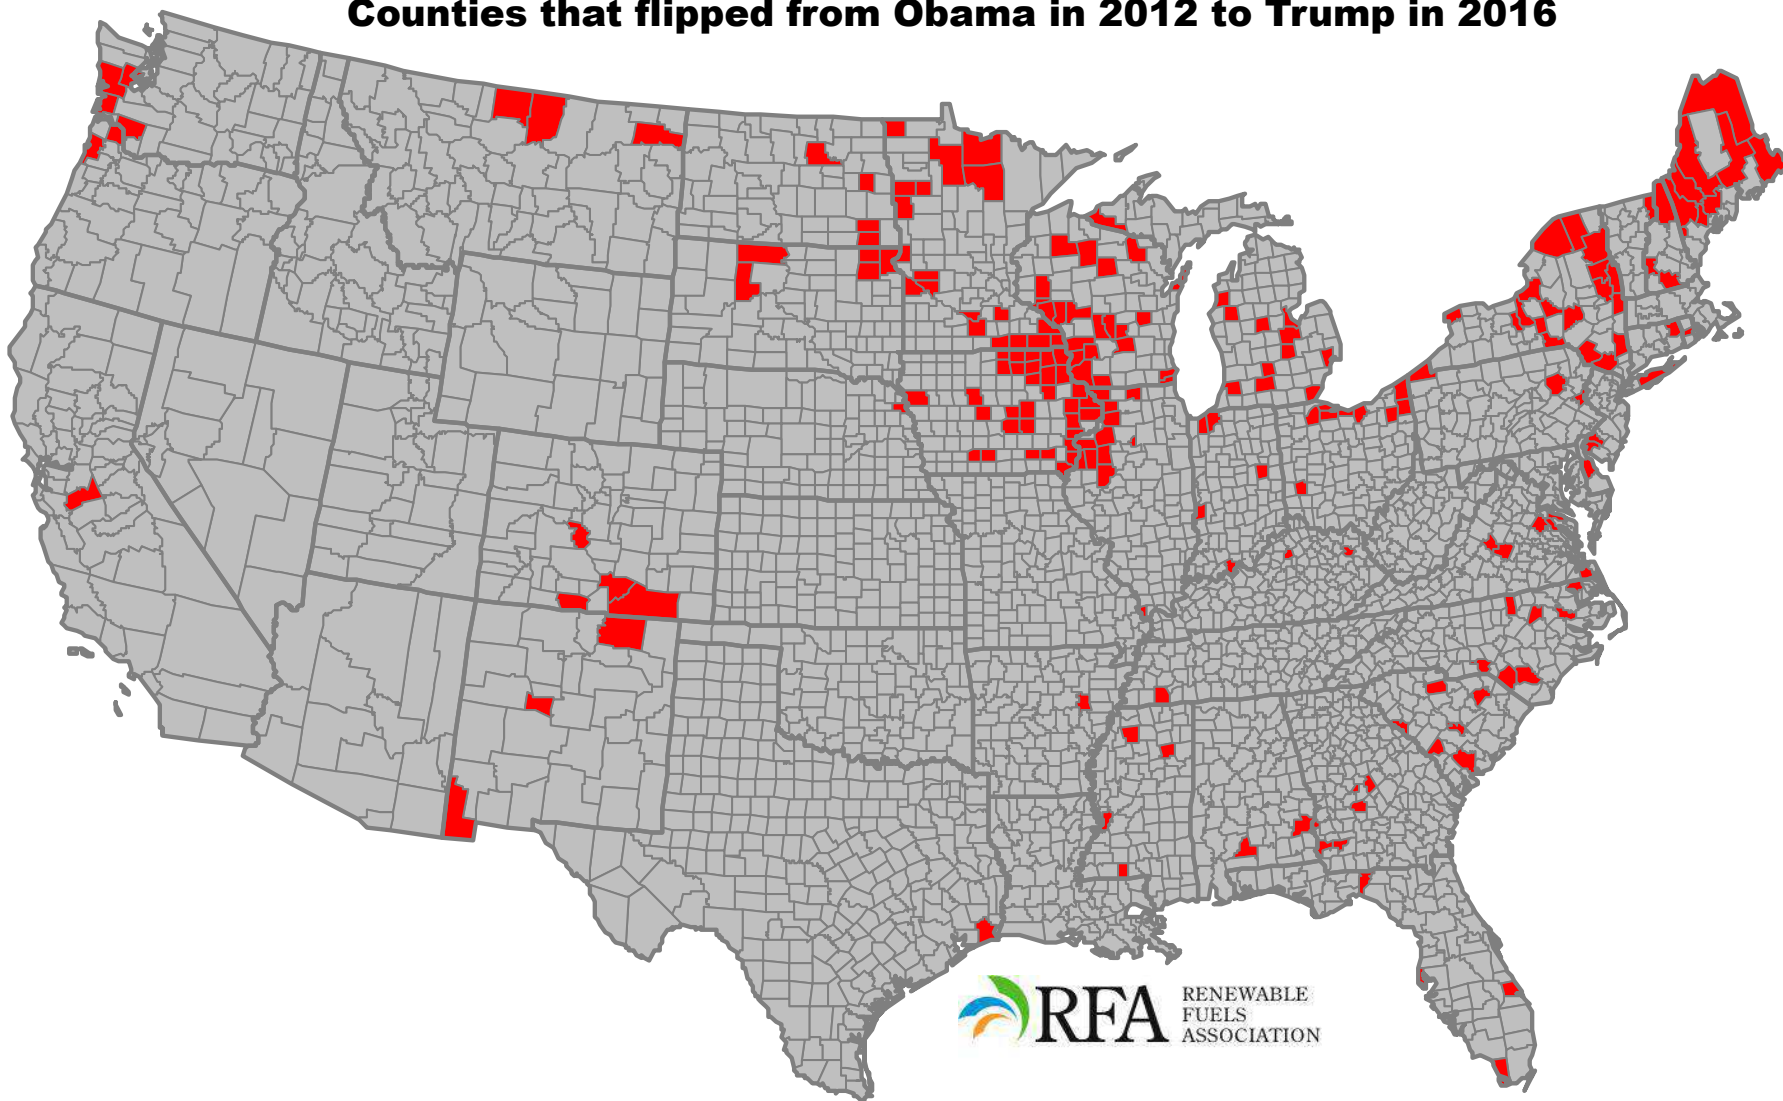 Counties that flipped from Obama in 2012 to Trump in 2016
RFA
RENEWABLE
FUELS
ASSOCIATION